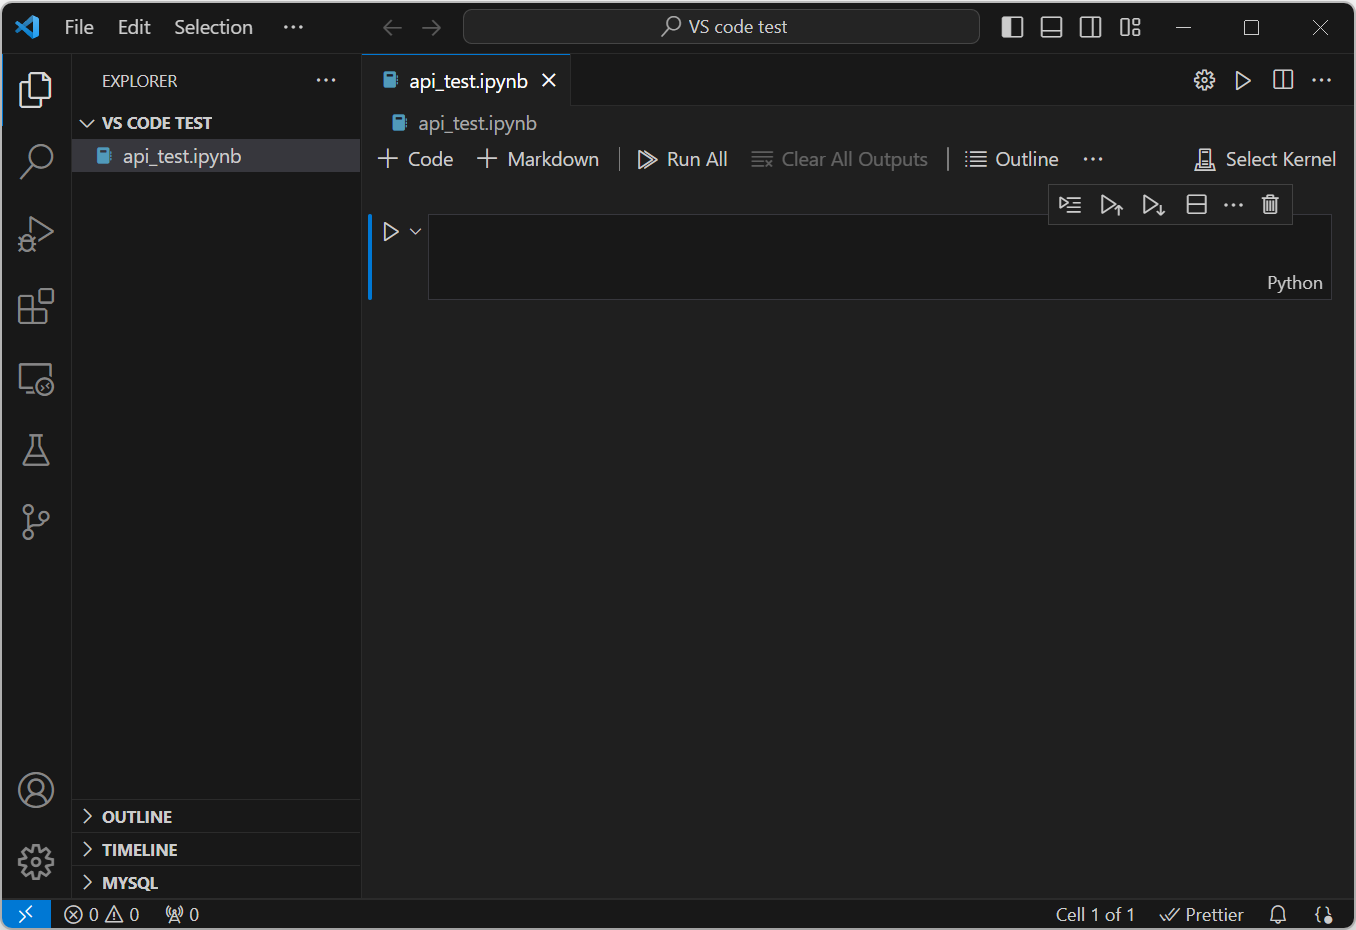 File Edit Selection ···
VS code test
EXPLORER ···
VS CODE TEST
api_test.ipynb
api_test.ipynb
api_test.ipynb
Code Markdown Run All Clear All Outputs Outline ··· Select Kernel
Python
OUTLINE
TIMELINE
MYSQL
0 0 0 Cell 1 of 1 Prettier